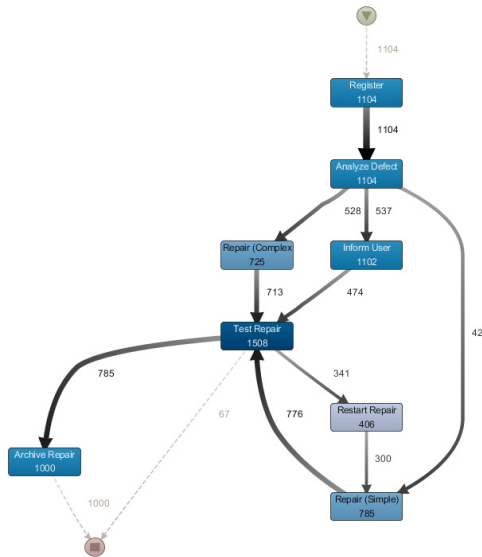 1104
Register
1104
1104
Analyze Defect
1104
528
537
Repair (Complex
725
Inform User
1102
713
474
42
Test Repair
1508
785
67
776
341
Restart Repair
406
300
Archive Repair
1000
1000
Repair (Simple)
785